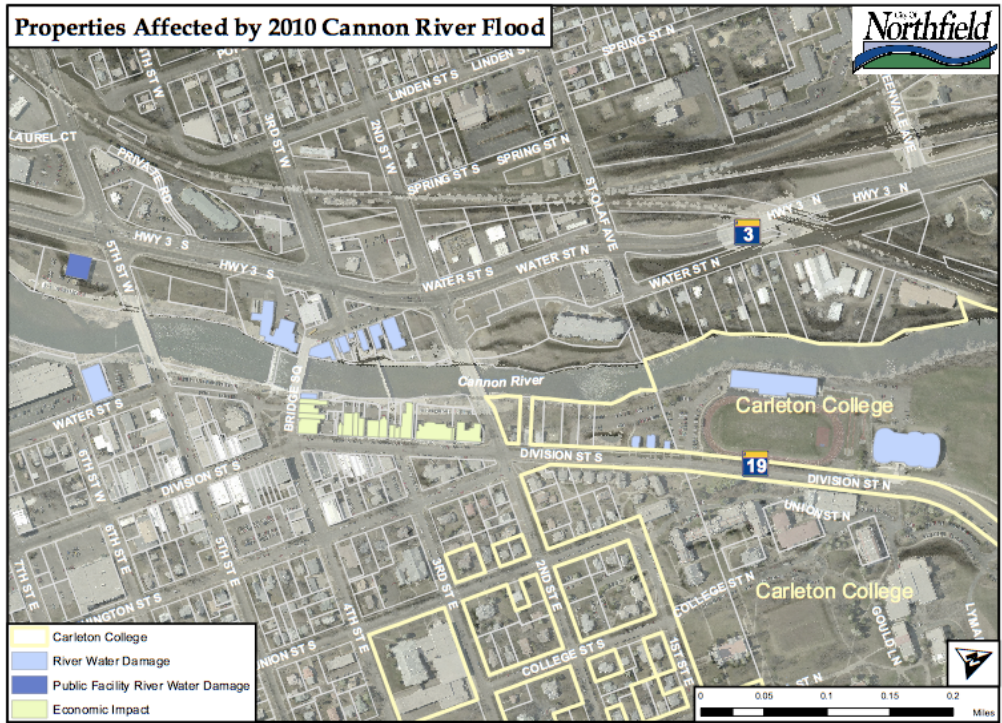 Properties Affected by 2010 Cannon River Flood
City of
Northfield
LINDEN ST S
SPRING ST N
LINDEN ST S
LAUREL CT
3RD ST W
2ND ST W
SPRING ST N
SPRING ST S
PRIVATE RD
ST OLAF AVE
HWY 3 N
HWY 3 N
3
HWY 3 S
HWY 3 S
5TH ST W
WATER ST S
WATER ST N
WATER ST N
Cannon River
BRIDGE SQ
WATER ST S
Carleton College
DIVISION ST S
19
DIVISION ST N
DIVISION ST S
6TH ST W
UNION ST N
6TH ST E
5TH ST E
7TH ST E
4TH ST E
3RD ST E
2ND ST E
1ST ST E
COLLEGE ST N
Carleton College
GOULD LN
UNION ST S
COLLEGE ST S
Carleton College
River Water Damage
Public Facility River Water Damage
Economic Impact
0 0.05 0.1 0.15 0.2
Miles